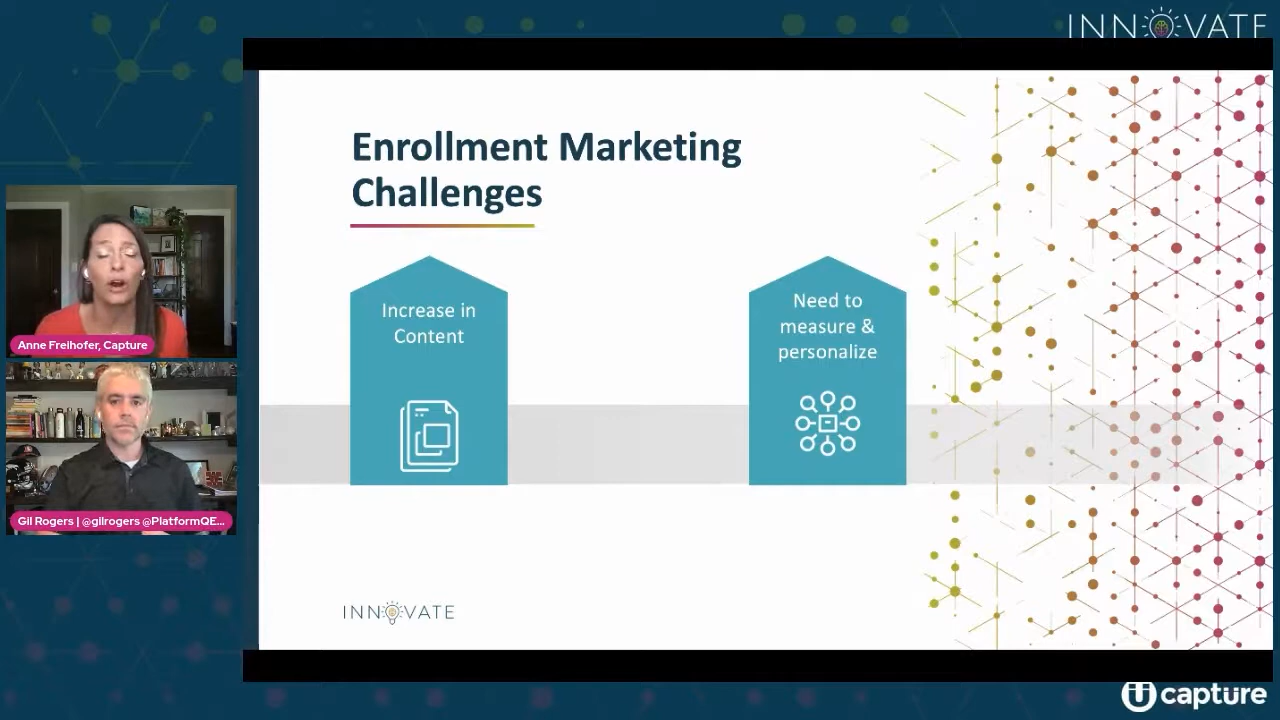 INNOVATE
Enrollment Marketing
Challenges
Increase in
Content
Need to
measure &
personalize
Anne Freihofer, Capture
Gil Rogers | @gilrogers @PlatformQE...
INNOVATE
capture